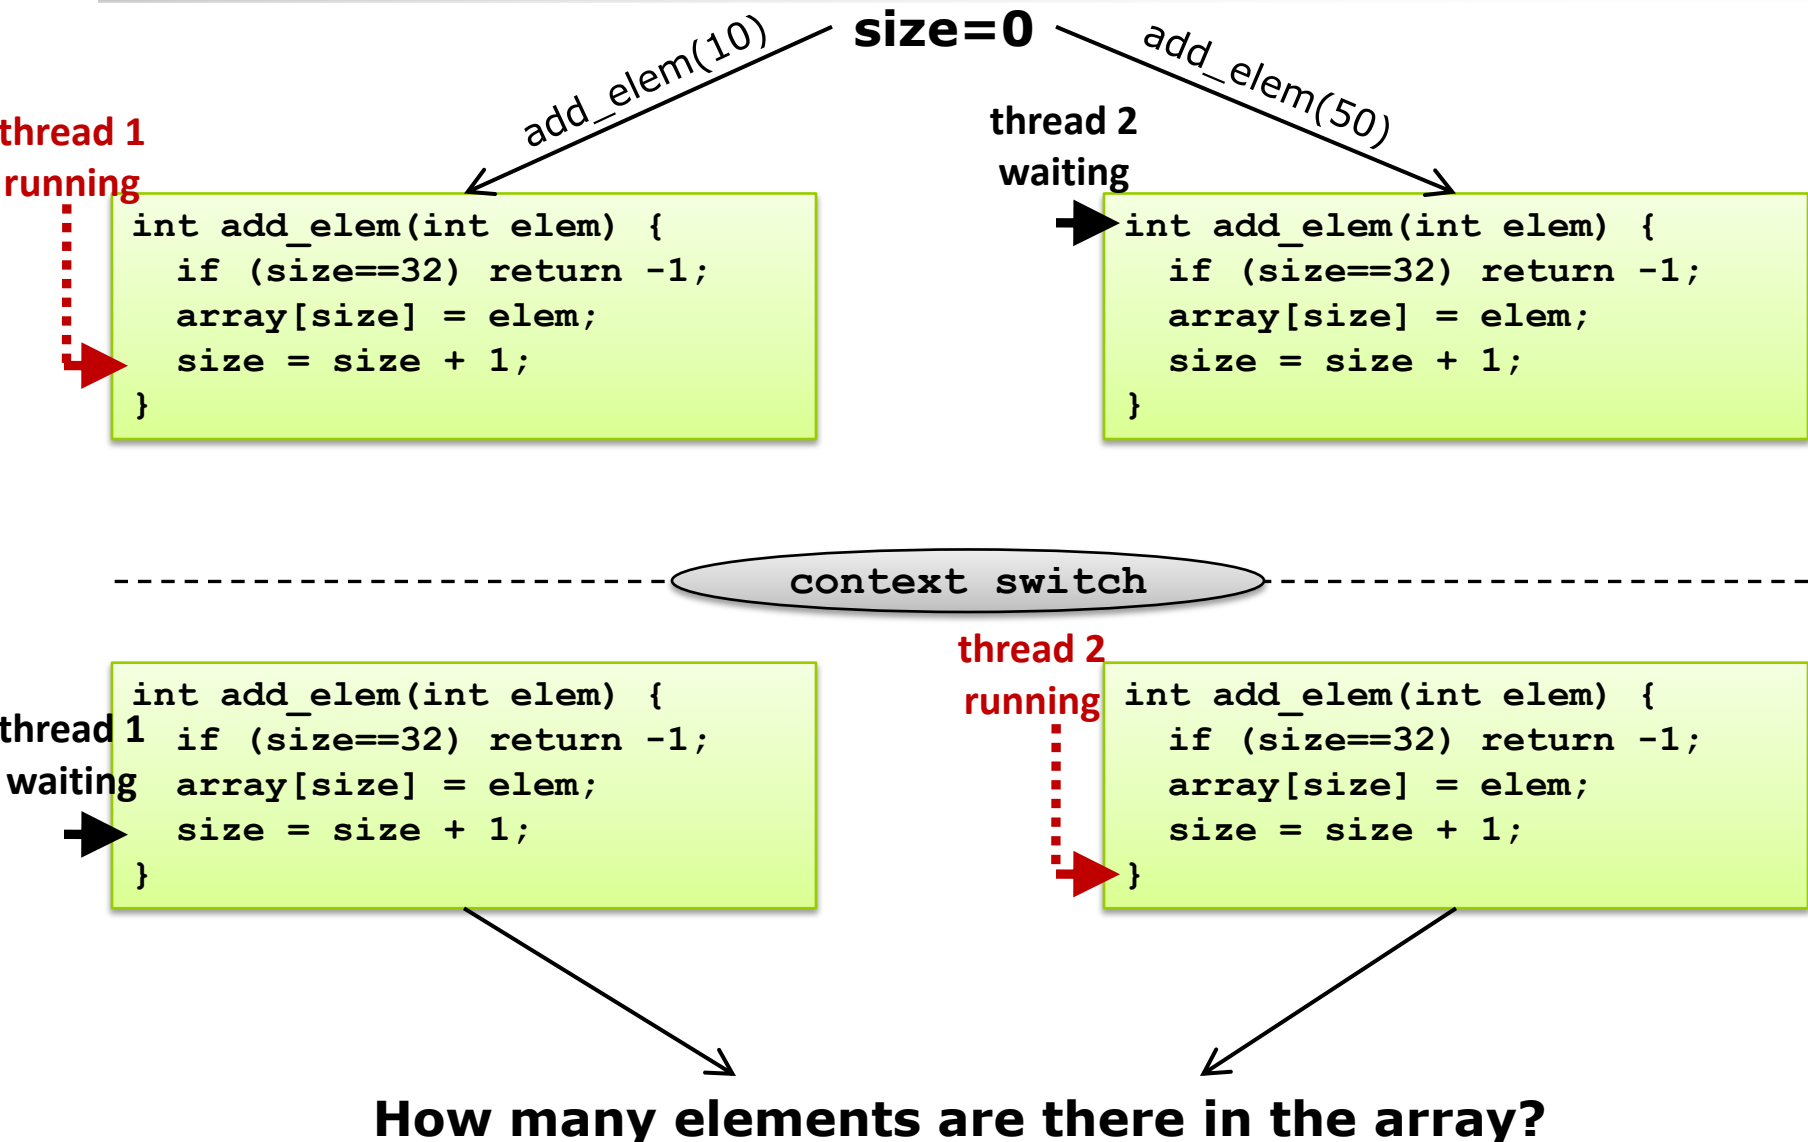 size=0
add_elem(10)
add_elem(50)
thread 1
running
thread 2
waiting
int add_elem(int elem) {
if (size==32) return -1;
array[size] = elem;
size = size + 1;
}
int add_elem(int elem) {
if (size==32) return -1;
array[size] = elem;
size = size + 1;
}
context switch
thread 1
waiting
int add_elem(int elem) {
if (size==32) return -1;
array[size] = elem;
size = size + 1;
}
thread 2
running
int add_elem(int elem) {
if (size==32) return -1;
array[size] = elem;
size = size + 1;
}
How many elements are there in the array?